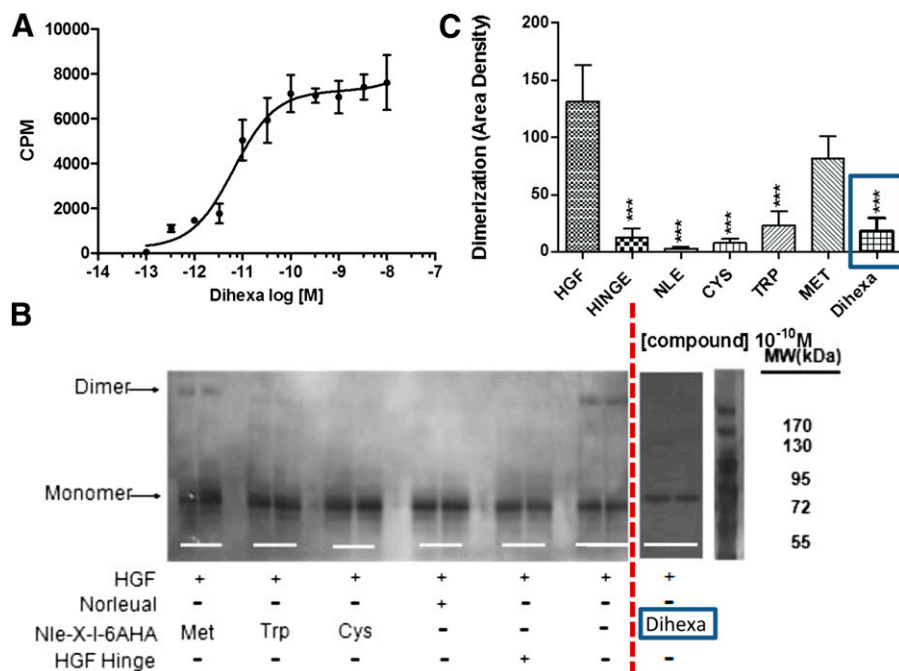 A
CPM
10000
8000
6000
4000
2000
0
-14 -13 -12 -11 -10 -9 -8 -7
Dihexa log [M]
C
Dimerization (Area Density)
200
150
100
50
0
*** *** *** *** ***
HGF HINGE NLE CYS TRP MET Dihexa
[compound] 10⁻¹⁰M
B
MW(kDa)
Dimer
170
130
95
Monomer
72
55
HGF + + + + + + +
Norleual - - - + - - -
Nle-X-I-6AHA Met Trp Cys - - - Dihexa
HGF Hinge - - - - + - -